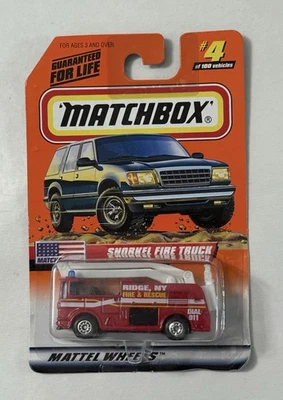 FOR AGES 3 AND OVER
GUARANTEED
FOR LIFE
#4
of 100 vehicles
MATCHBOX®
SNORKEL FIRE TRUCK
RIDGE, NY
FIRE & RESCUE
DIAL
911
MATTEL WHEELS™